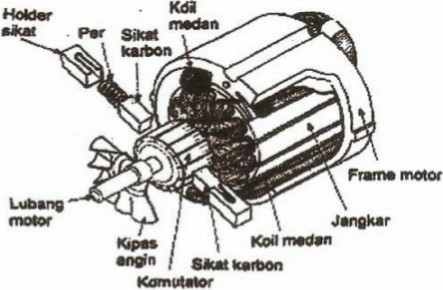 Holder
sikat
Per
Sikat
karbon
Koil
medan
Frame motor
Jangkar
Koil medan
Sikat karbon
Komutator
Kipas
angin
Lubang
motor